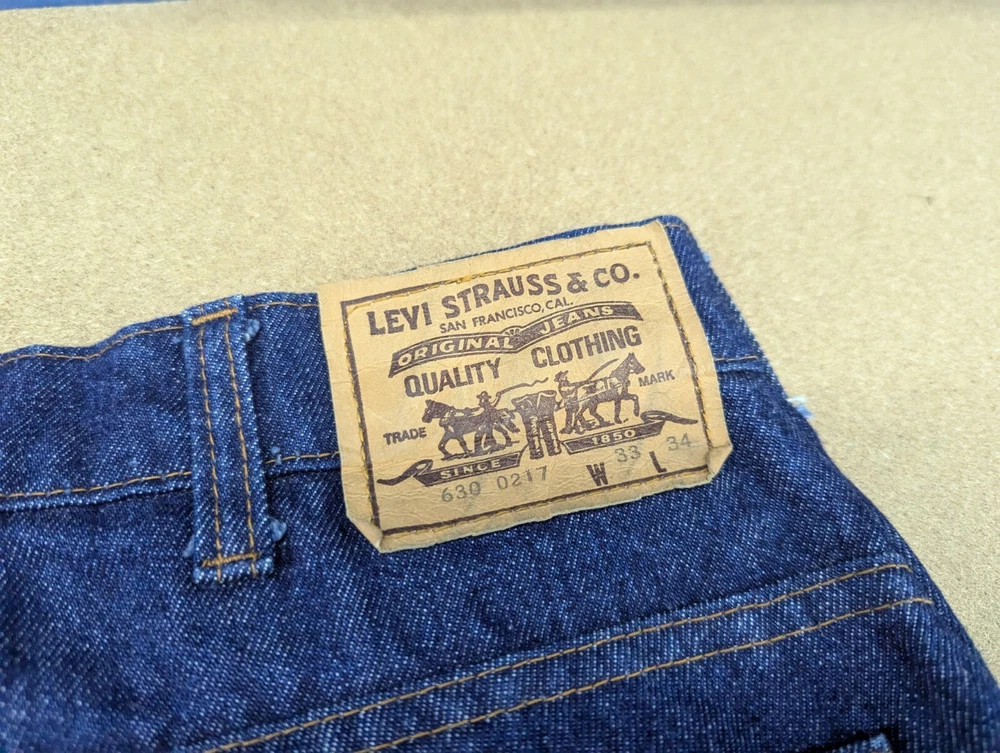 LEVI STRAUSS & CO.
SAN FRANCISCO, CAL.
ORIGINAL JEANS
QUALITY CLOTHING
TRADE MARK
SINCE 1850
630 0217 W 33 L 34